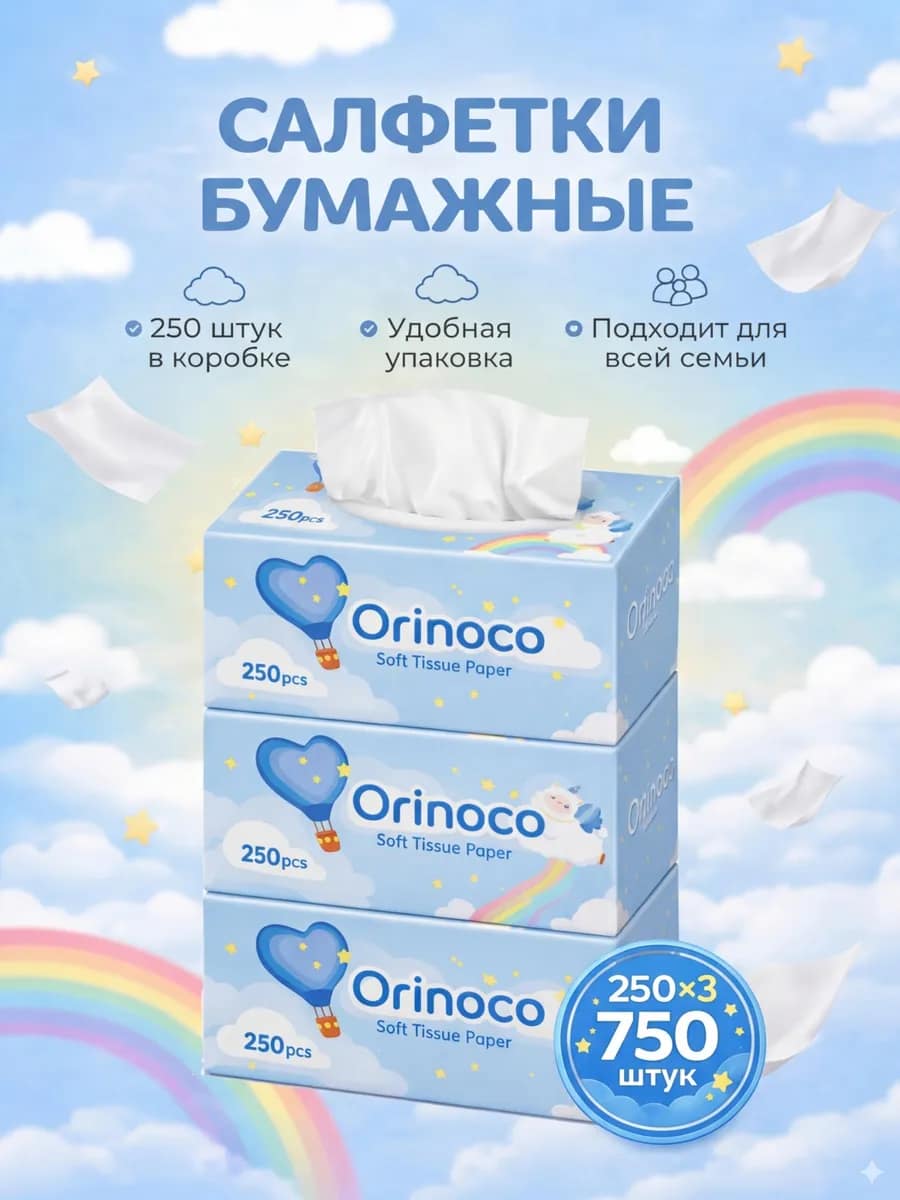 САЛФЕТКИ
БУМАЖНЫЕ
250 штук
в коробке
Удобная
упаковка
Подходит для
всей семьи
250pcs
Orinoco
Soft Tissue Paper
250pcs
Orinoco
Orinoco
Soft Tissue Paper
250pcs
Orinoco
Orinoco
Soft Tissue Paper
250pcs
250×3
750
штук